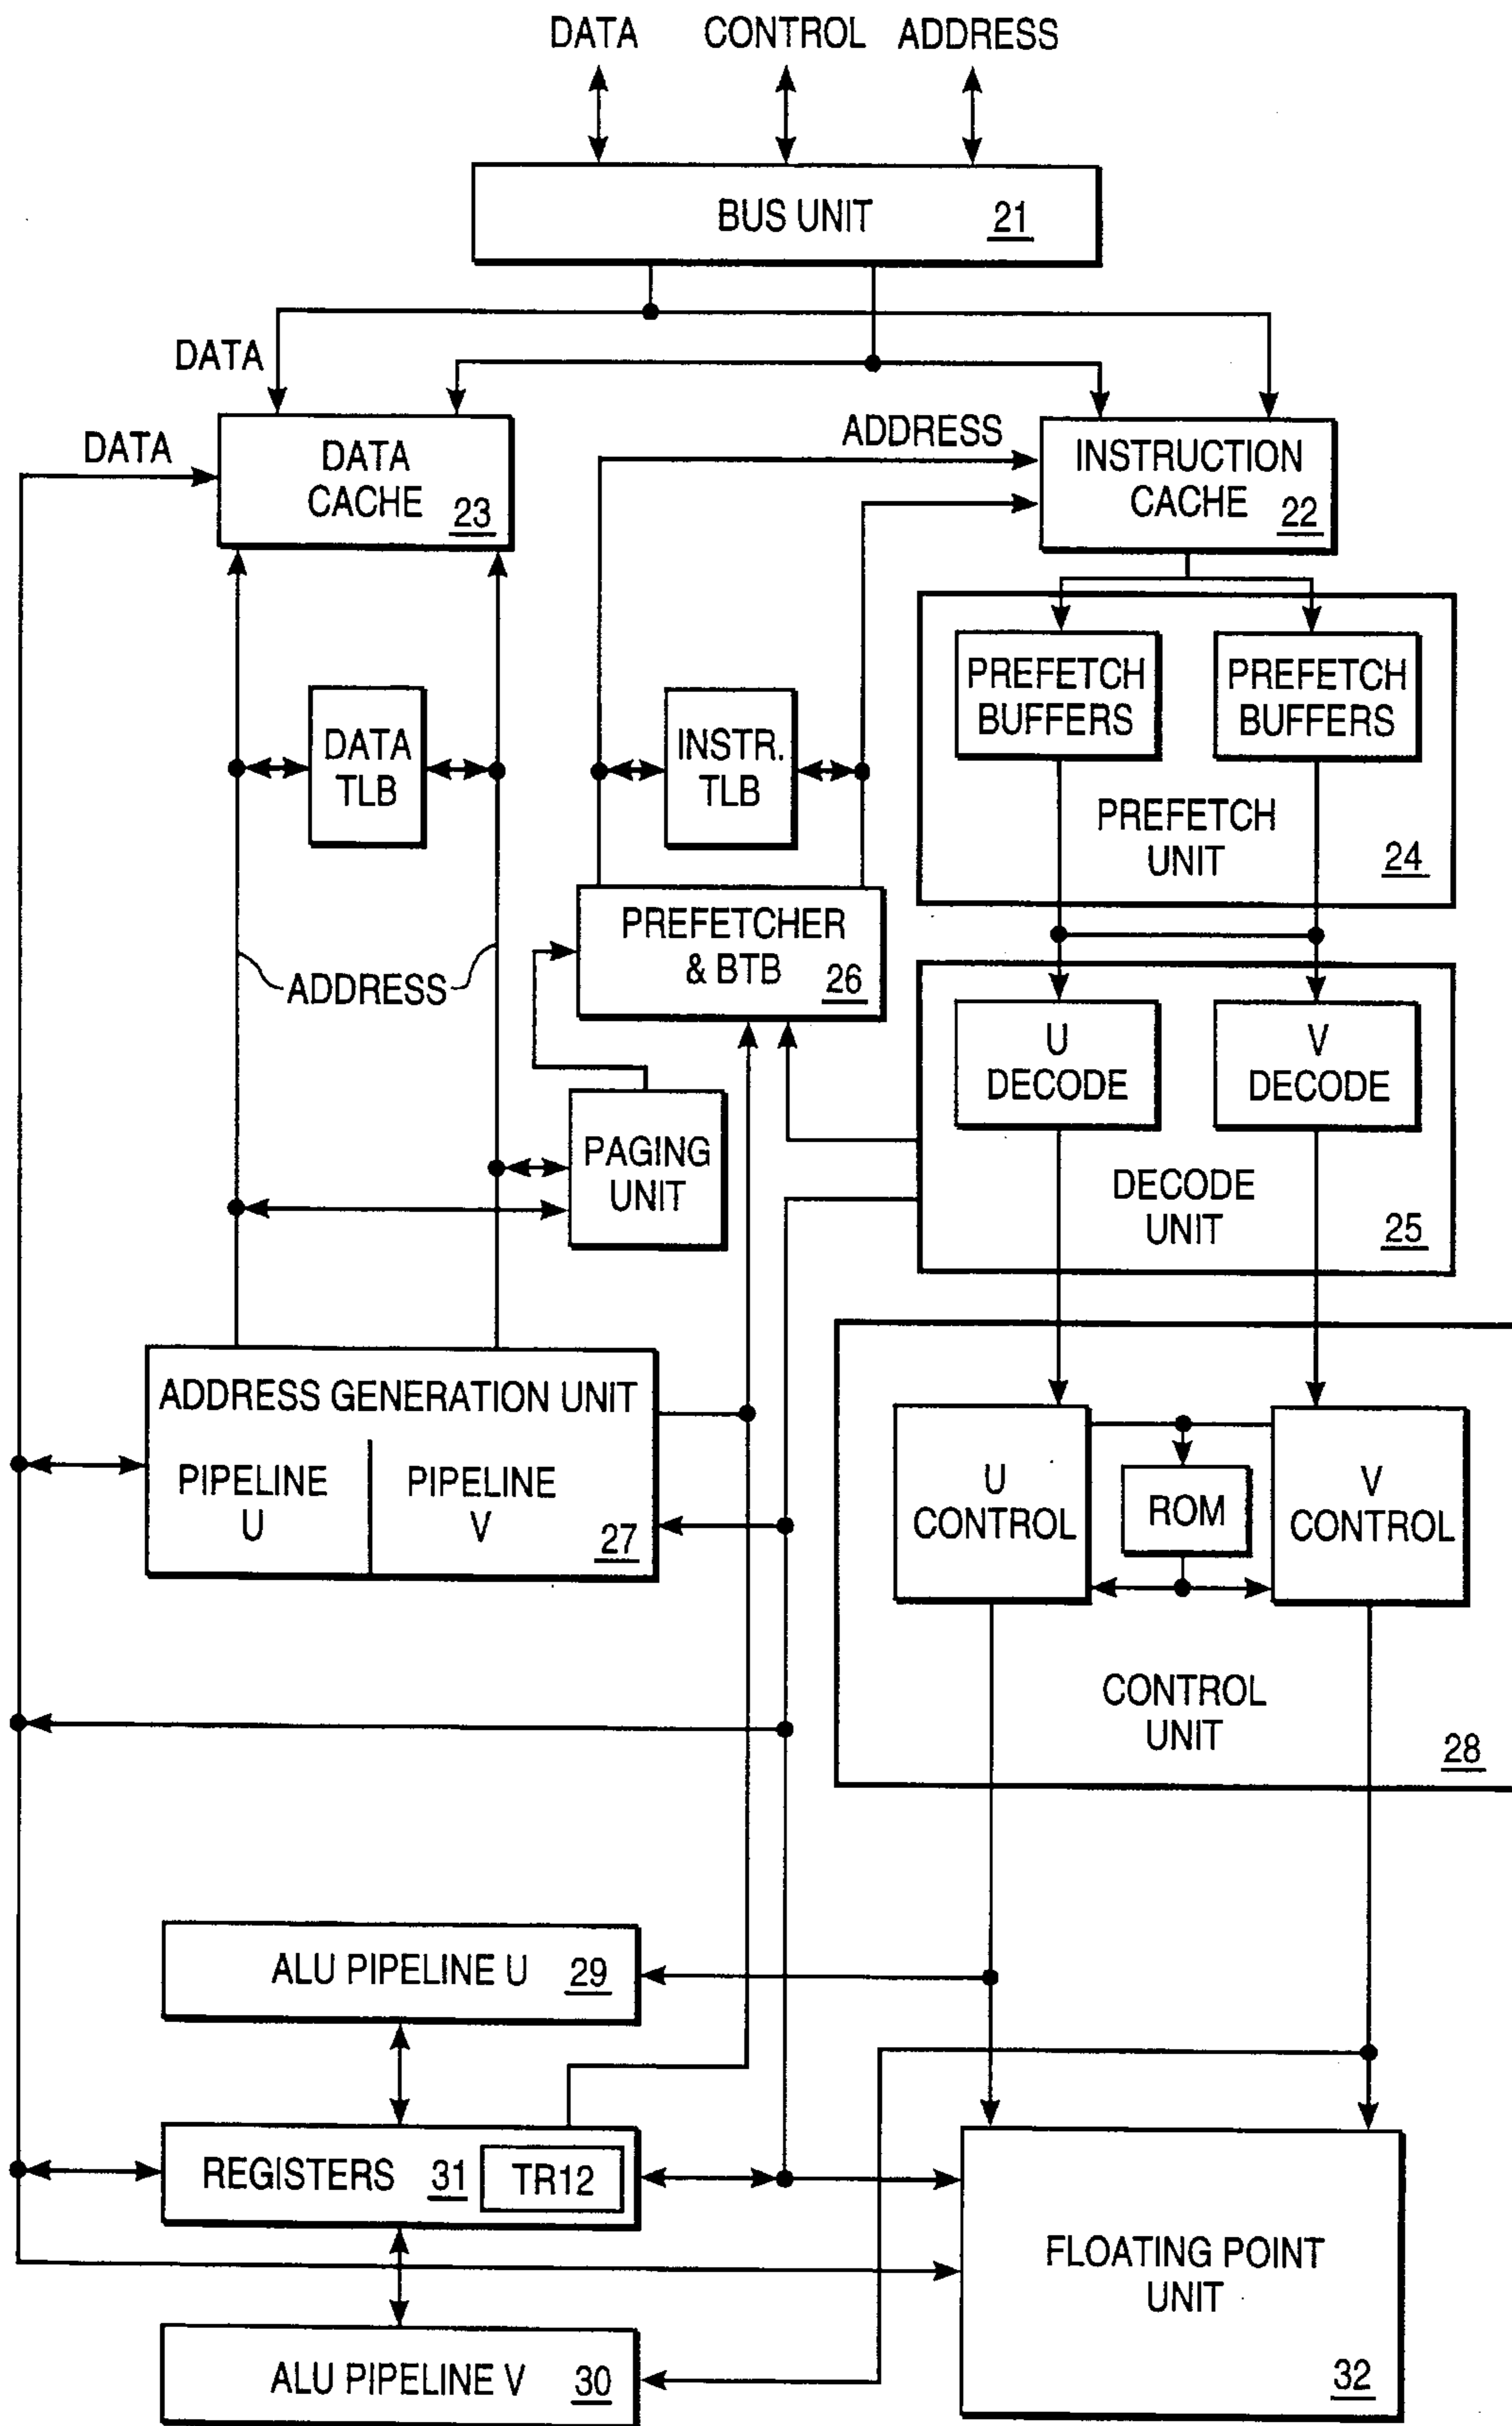 DATA CONTROL ADDRESS
BUS UNIT 21
DATA
DATA
DATA
CACHE 23
ADDRESS
INSTRUCTION
CACHE 22
PREFETCH
BUFFERS
PREFETCH
BUFFERS
DATA
TLB
INSTR.
TLB
PREFETCH
UNIT 24
PREFETCHER
& BTB 26
ADDRESS
U
DECODE
V
DECODE
PAGING
UNIT
DECODE
UNIT 25
ADDRESS GENERATION UNIT
PIPELINE
U
PIPELINE
V 27
U
CONTROL
ROM
V
CONTROL
CONTROL
UNIT 28
ALU PIPELINE U 29
REGISTERS 31 TR12
FLOATING POINT
UNIT
32
ALU PIPELINE V 30